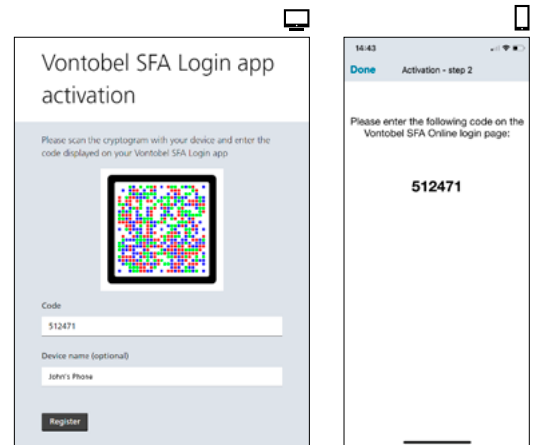 Vontobel SFA Login app
activation
Please scan the cryptogram with your device and enter the
code displayed on your Vontobel SFA Login app
Code
512471
Device name (optional)
John's Phone
Register
14:43
Done Activation - step 2
Please enter the following code on the
Vontobel SFA Online login page:
512471